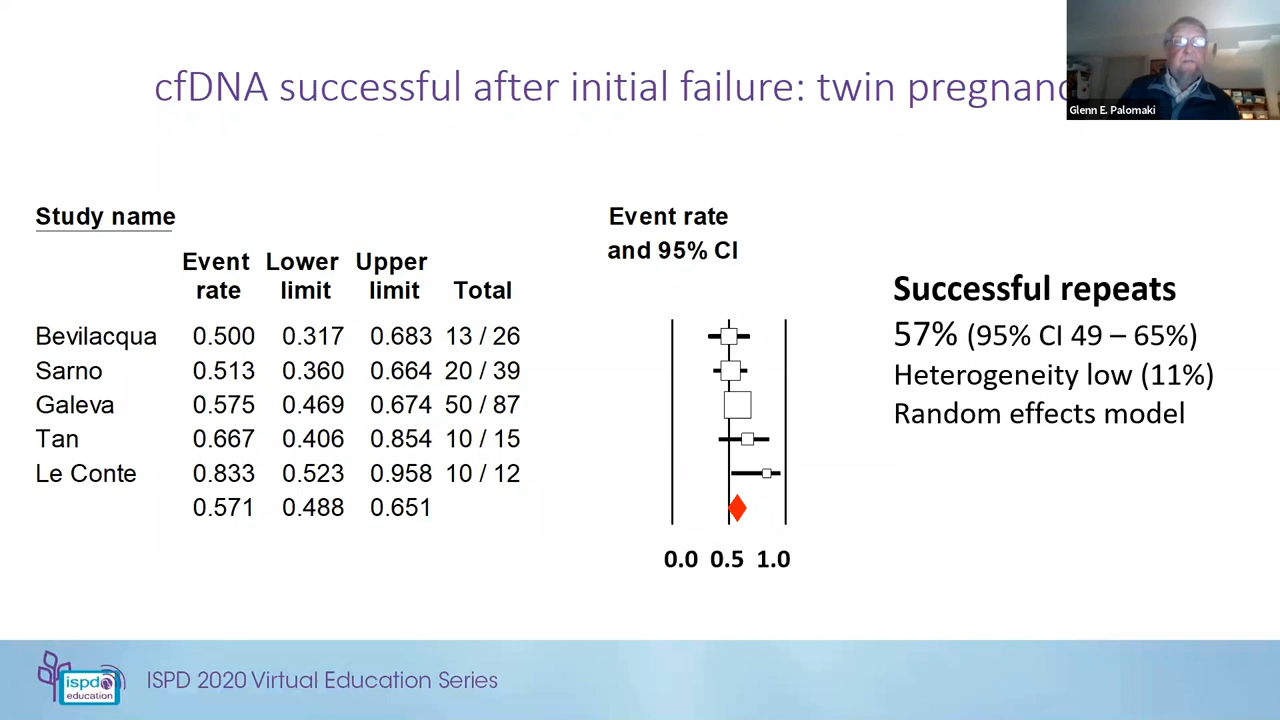 cfDNA successful after initial failure: twin
Glenn E. Palomaki
Study name
Event rate
and 95% CI
Event Lower Upper
rate limit limit Total
Bevilacqua 0.500 0.317 0.683 13 / 26
Sarno 0.513 0.360 0.664 20 / 39
Galeva 0.575 0.469 0.674 50 / 87
Tan 0.667 0.406 0.854 10 / 15
Le Conte 0.833 0.523 0.958 10 / 12
0.571 0.488 0.651
0.0 0.5 1.0
Successful repeats
57% (95% CI 49 – 65%)
Heterogeneity low (11%)
Random effects model
ispd
education
ISPD 2020 Virtual Education Series